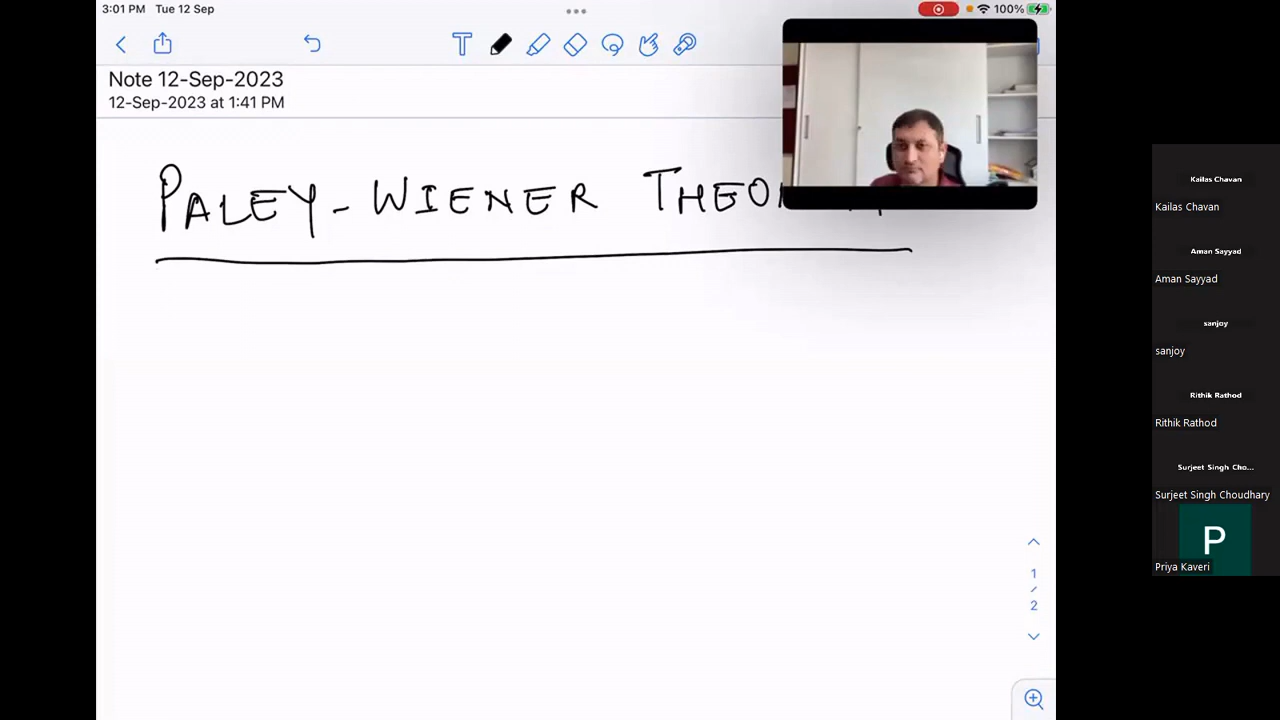 3:01 PM Tue 12 Sep
100%
Note 12-Sep-2023
12-Sep-2023 at 1:41 PM
PALEY-WIENER
T
1
2
Kailas Chavan
Kailas Chavan
Aman Sayyad
Aman Sayyad
sanjoy
sanjoy
Rithik Rathod
Rithik Rathod
Surjeet Singh Cho...
Surjeet Singh Choudhary
P
Priya Kaveri